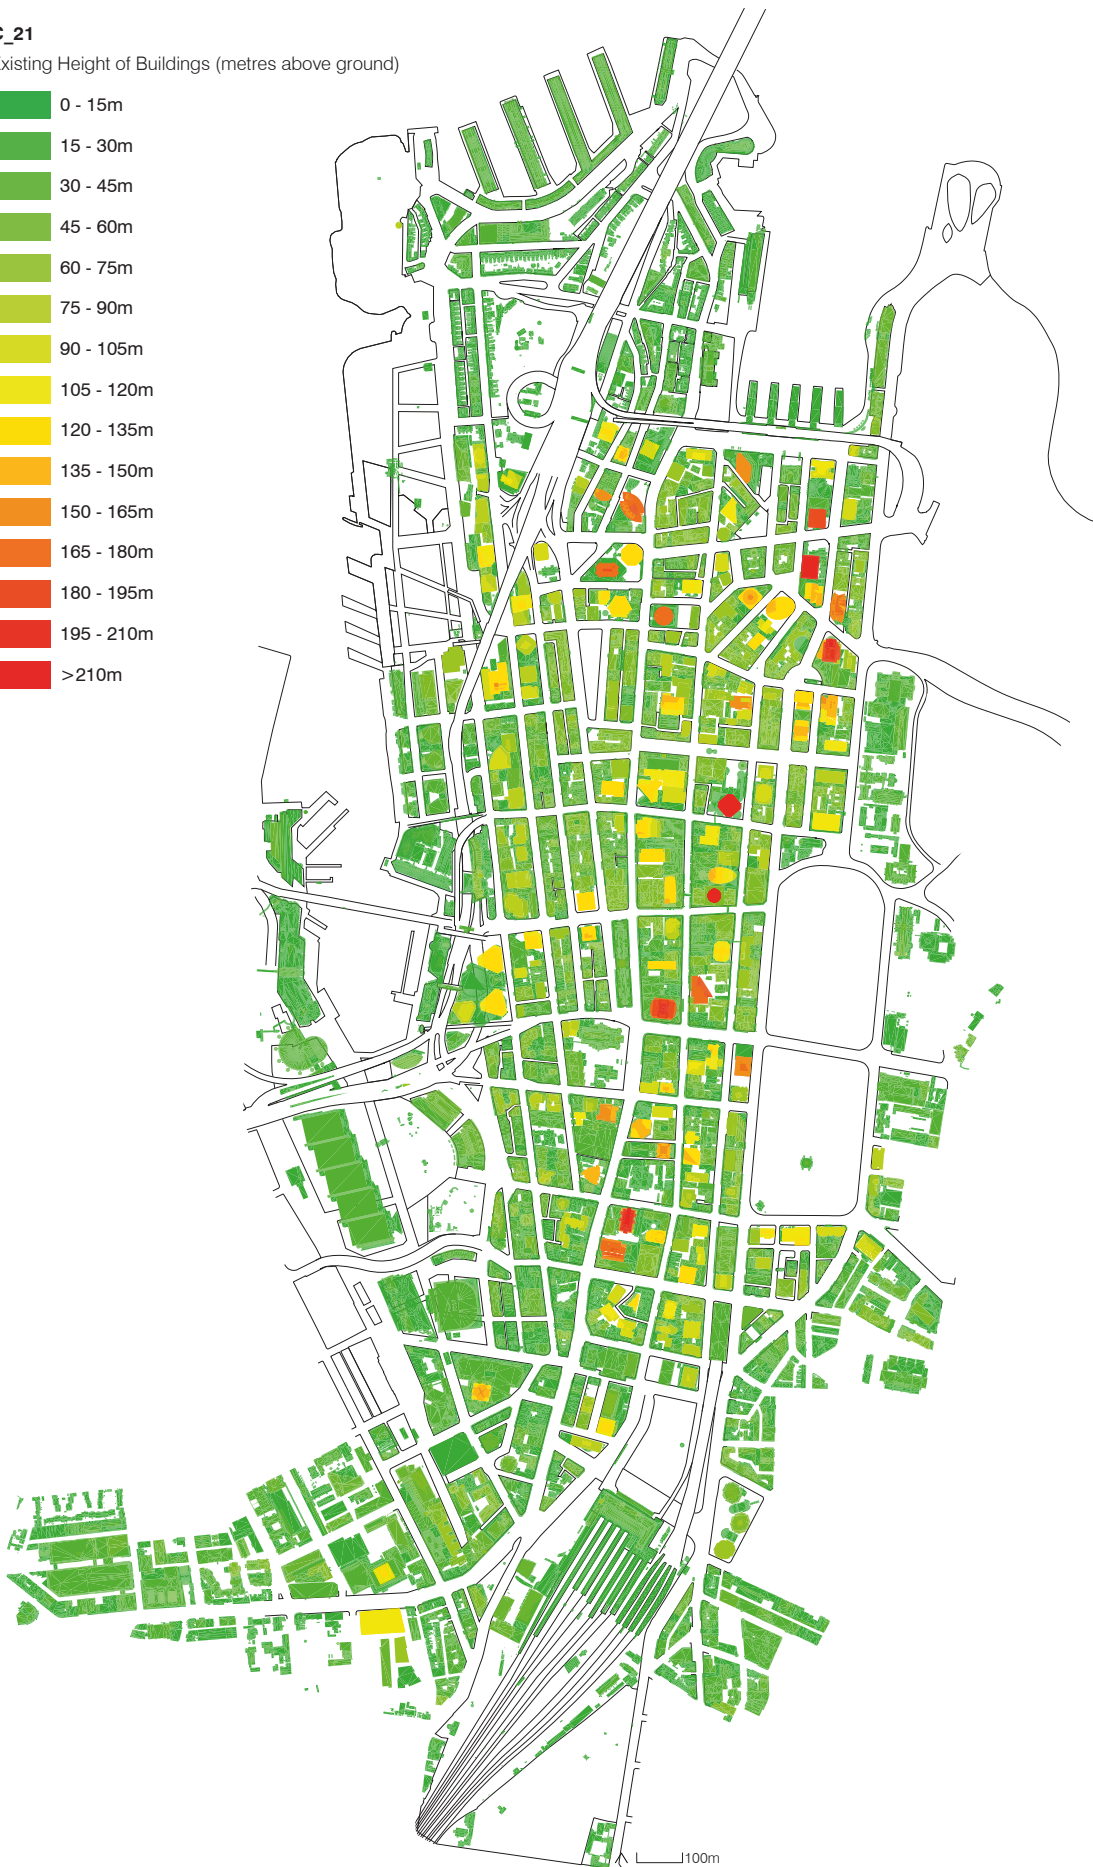 C_21
Existing Height of Buildings (metres above ground)
0 - 15m
15 - 30m
30 - 45m
45 - 60m
60 - 75m
75 - 90m
90 - 105m
105 - 120m
120 - 135m
135 - 150m
150 - 165m
165 - 180m
180 - 195m
195 - 210m
>210m
100m